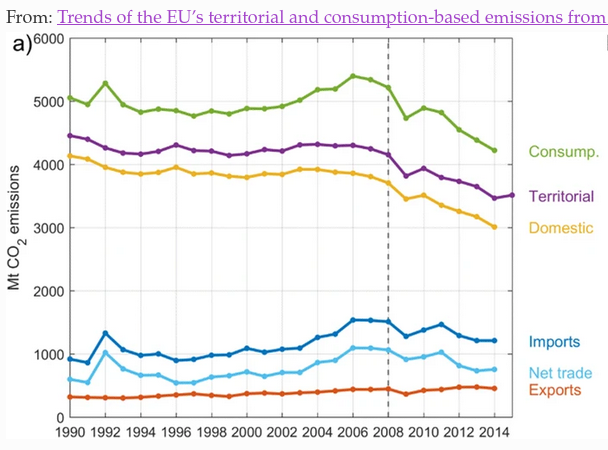 From: Trends of the EU's territorial and consumption-based emissions from
a)
6000
5000
4000
3000
2000
1000
0
Mt CO2 emissions
Consump.
Territorial
Domestic
Imports
Net trade
Exports
1990 1992 1994 1996 1998 2000 2002 2004 2006 2008 2010 2012 2014